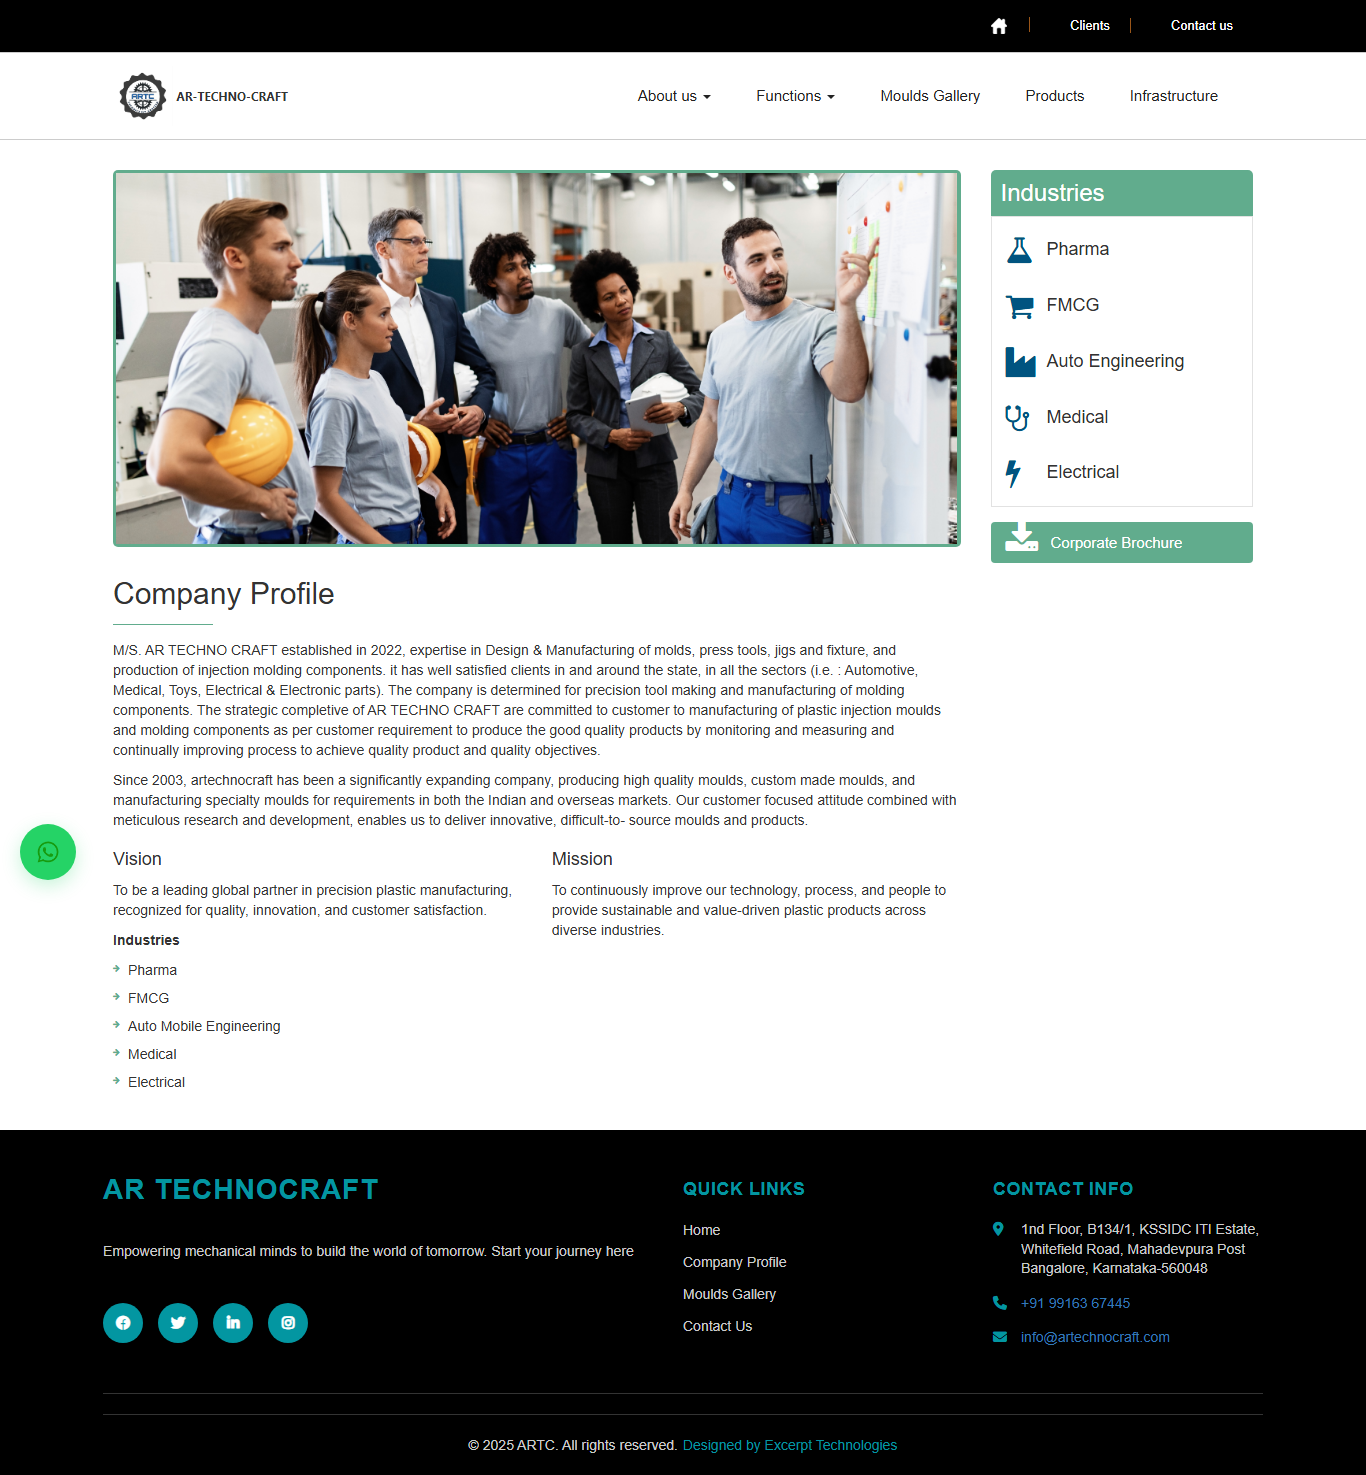 Clients
Contact us
ARTC
AR-TECHNO-CRAFT
About us
Functions
Moulds Gallery
Products
Infrastructure
Industries
Pharma
FMCG
Auto Engineering
Medical
Electrical
Corporate Brochure
Company Profile
M/S. AR TECHNO CRAFT established in 2022, expertise in Design & Manufacturing of molds, press tools, jigs and fixture, and
production of injection molding components. it has well satisfied clients in and around the state, in all the sectors (i.e. : Automotive,
Medical, Toys, Electrical & Electronic parts). The company is determined for precision tool making and manufacturing of molding
components. The strategic completive of AR TECHNO CRAFT are committed to customer to manufacturing of plastic injection moulds
and molding components as per customer requirement to produce the good quality products by monitoring and measuring and
continually improving process to achieve quality product and quality objectives.
Since 2003, artechnocraft has been a significantly expanding company, producing high quality moulds, custom made moulds, and
manufacturing specialty moulds for requirements in both the Indian and overseas markets. Our customer focused attitude combined with
meticulous research and development, enables us to deliver innovative, difficult-to- source moulds and products.
Vision
To be a leading global partner in precision plastic manufacturing,
recognized for quality, innovation, and customer satisfaction.
Mission
To continuously improve our technology, process, and people to
provide sustainable and value-driven plastic products across
diverse industries.
Industries
Pharma
FMCG
Auto Mobile Engineering
Medical
Electrical
AR TECHNOCRAFT
Empowering mechanical minds to build the world of tomorrow. Start your journey here
QUICK LINKS
Home
Company Profile
Moulds Gallery
Contact Us
CONTACT INFO
1nd Floor, B134/1, KSSIDC ITI Estate,
Whitefield Road, Mahadevpura Post
Bangalore, Karnataka-560048
+91 99163 67445
info@artechnocraft.com
© 2025 ARTC. All rights reserved. Designed by Excerpt Technologies